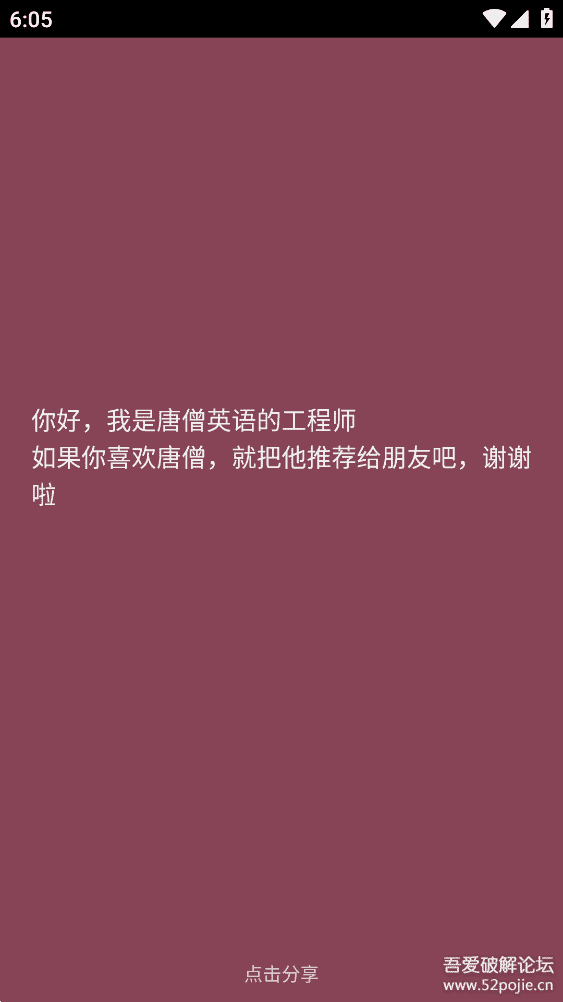 6:05
你好，我是唐僧英语的工程师
如果你喜欢唐僧，就把他推荐给朋友吧，谢谢
啦
点击分享
吾爱破解论坛
www.52pojie.cn